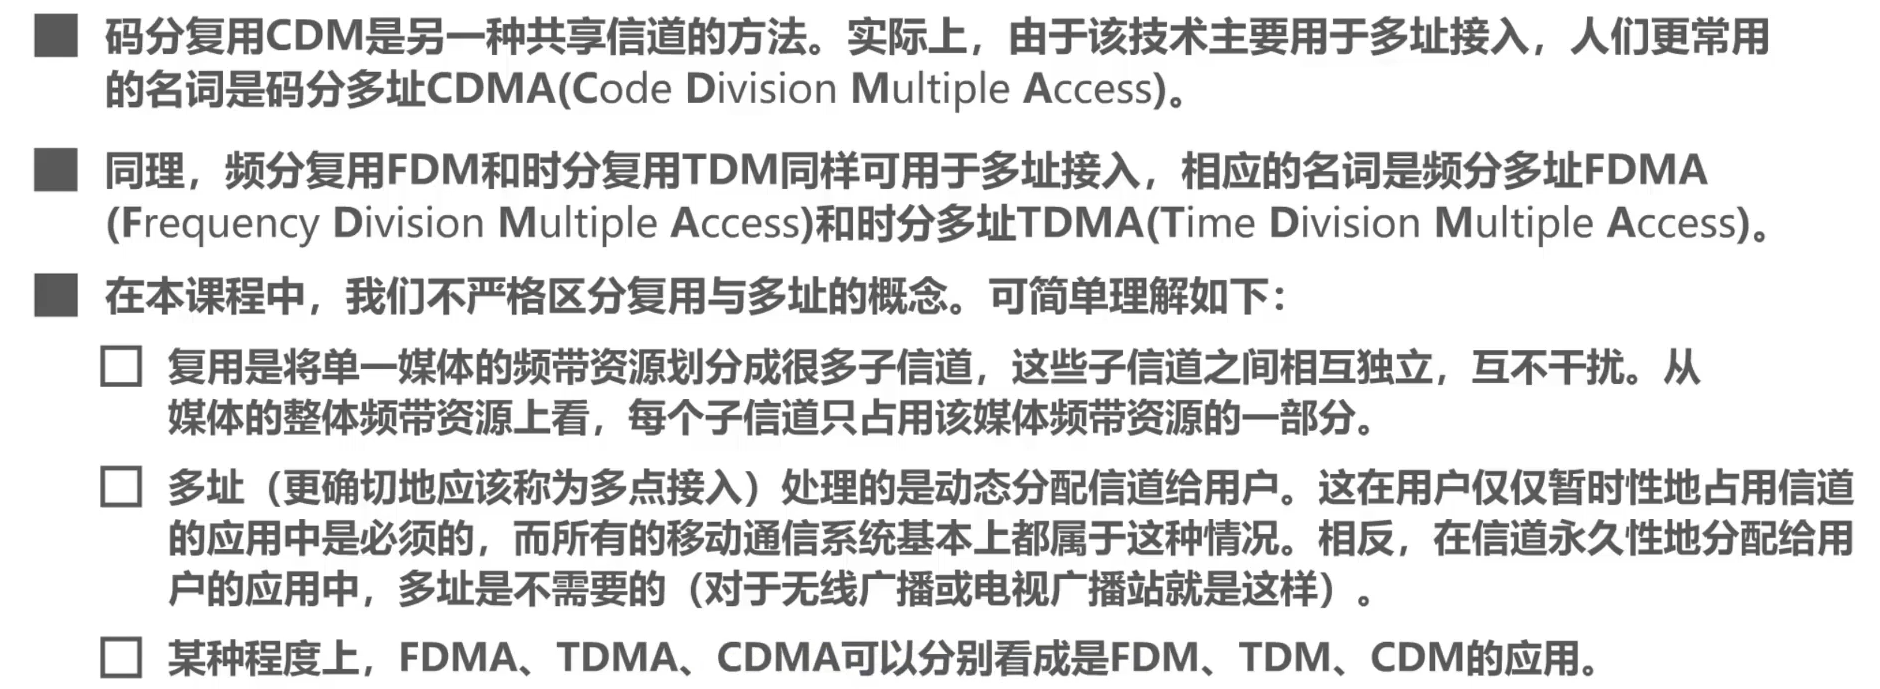 码分复用CDM是另一种共享信道的方法。实际上，由于该技术主要用于多址接入，人们更常用
的名词是码分多址CDMA(Code Division Multiple Access)。
同理，频分复用FDM和时分复用TDM同样可用于多址接入，相应的名词是频分多址FDMA
(Frequency Division Multiple Access)和时分多址TDMA(Time Division Multiple Access)。
在本课程中，我们不严格区分复用与多址的概念。可简单理解如下：
复用是将单一媒体的频带资源划分成很多子信道，这些子信道之间相互独立，互不干扰。从
媒体的整体频带资源上看，每个子信道只占用该媒体频带资源的一部分。
多址（更确切地应该称为多点接入）处理的是动态分配信道给用户。这在用户仅仅暂时性地占用信道
的应用中是必须的，而所有的移动通信系统基本上都属于这种情况。相反，在信道永久性地分配给用
户的应用中，多址是不需要的（对于无线广播或电视广播站就是这样）。
某种程度上，FDMA、TDMA、CDMA可以分别看成是FDM、TDM、CDM的应用。